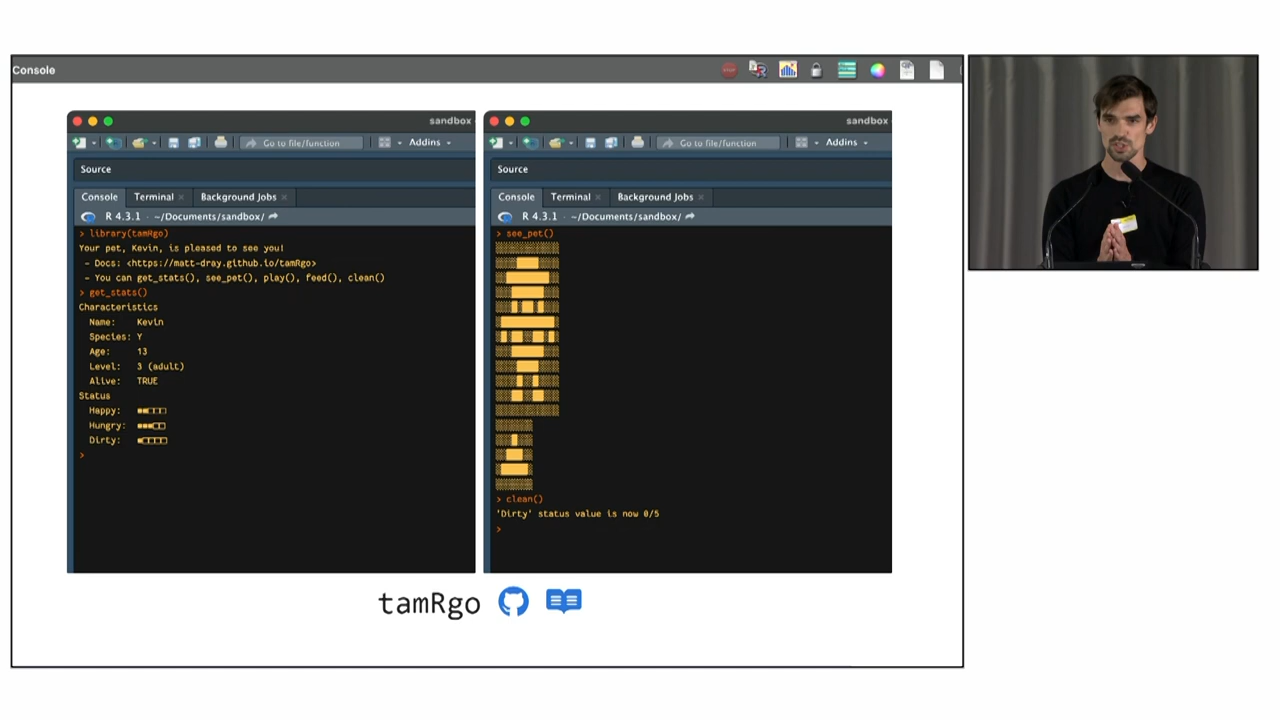 Console
sandbox
Go to file/function
Addins
Source
Console Terminal Background Jobs
R 4.3.1 · ~/Documents/sandbox/
> library(tamRgo)
Your pet, Kevin, is pleased to see you!
- Docs: <https://matt-dray.github.io/tamRgo>
- You can get_stats(), see_pet(), play(), feed(), clean()
> get_stats()
Characteristics
Name: Kevin
Species: Y
Age: 13
Level: 3 (adult)
Alive: TRUE
Status
Happy:
Hungry:
Dirty:
>
sandbox
Go to file/function
Addins
Source
Console Terminal Background Jobs
R 4.3.1 · ~/Documents/sandbox/
> see_pet()
> clean()
'Dirty' status value is now 0/5
>
tamRgo